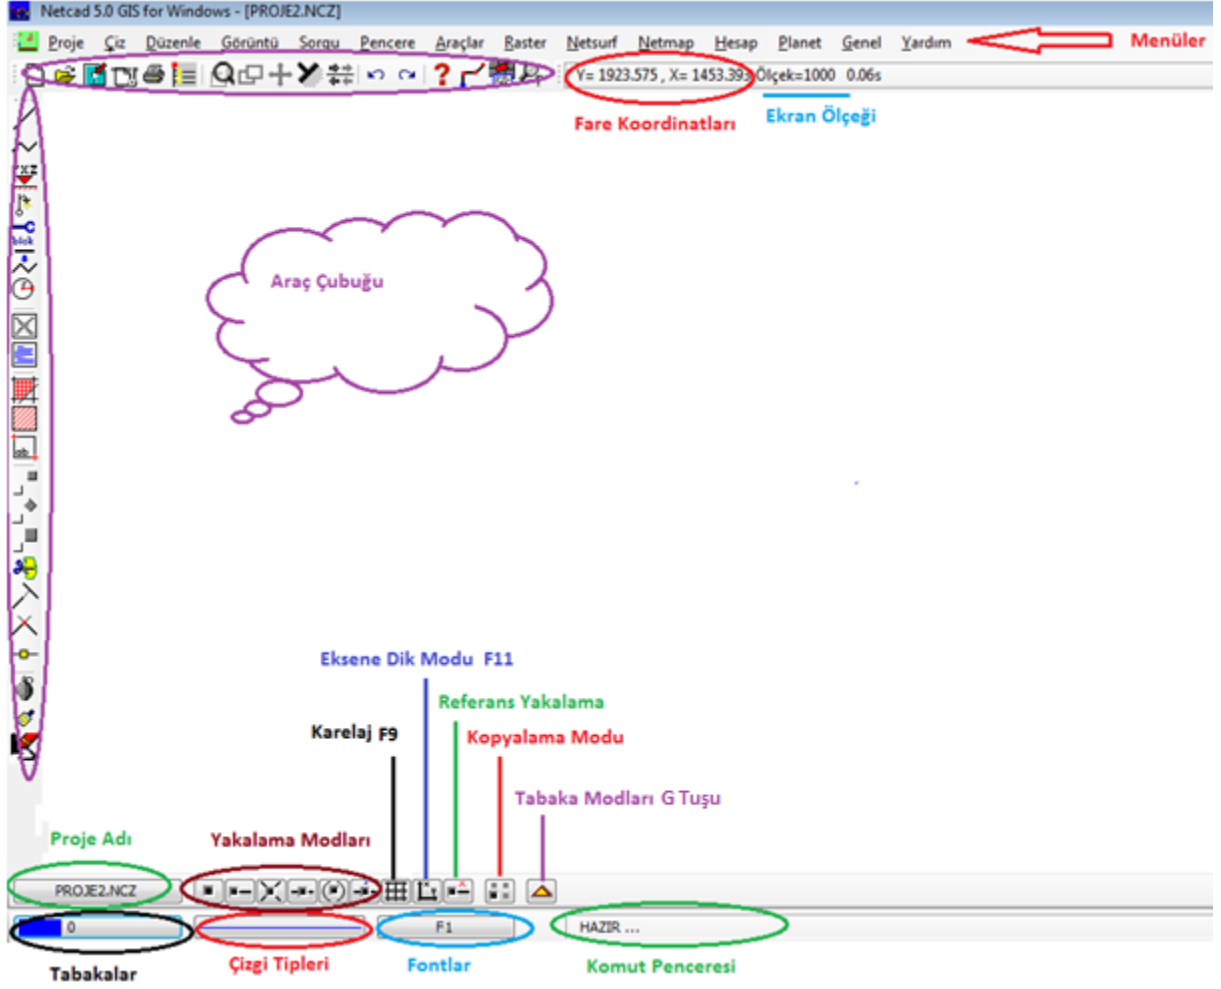 Netcad 5.0 GIS for Windows - [PROJE2.NCZ]
Proje Çiz Düzenle Görüntü Sorgu Pencere Araçlar Raster Netsurf Netmap Hesap Planet Genel Yardım
Menüler
Y= 1923.575 , X= 1453.393 Ölçek=1000 0.06s
Fare Koordinatları
Ekran Ölçeği
XZ
blok
Araç Çubuğu
ab
Eksene Dik Modu F11
Referans Yakalama
Karelaj F9
Kopyalama Modu
Tabaka Modları G Tuşu
Proje Adı
Yakalama Modları
PROJE2.NCZ
0
F1
HAZIR ...
Tabakalar
Çizgi Tipleri
Fontlar
Komut Penceresi